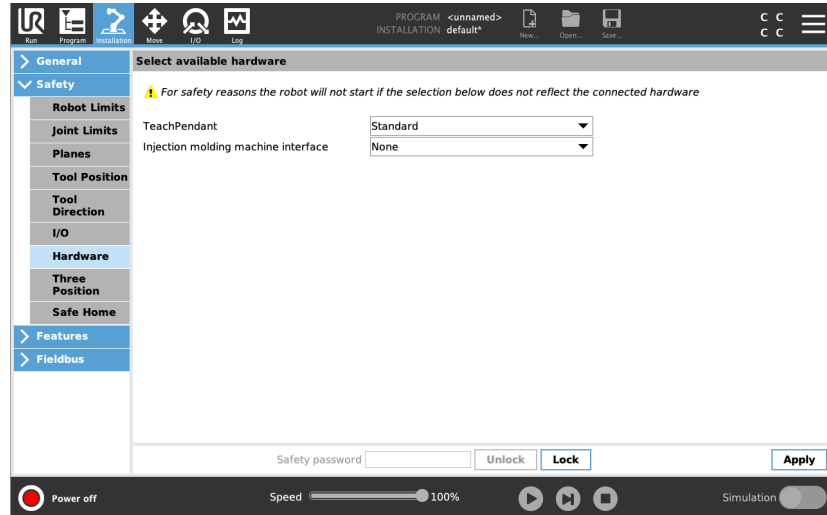 PROGRAM <unnamed>
INSTALLATION default*
UR
Run Program Installation Move I/O Log New... Open... Save...
C C
C C
General
Safety
Robot Limits
Joint Limits
Planes
Tool Position
Tool
Direction
I/O
Hardware
Three
Position
Safe Home
Features
Fieldbus
Select available hardware
For safety reasons the robot will not start if the selection below does not reflect the connected hardware
TeachPendant Standard
Injection molding machine interface None
Safety password Unlock Lock Apply
Power off Speed 100% Simulation